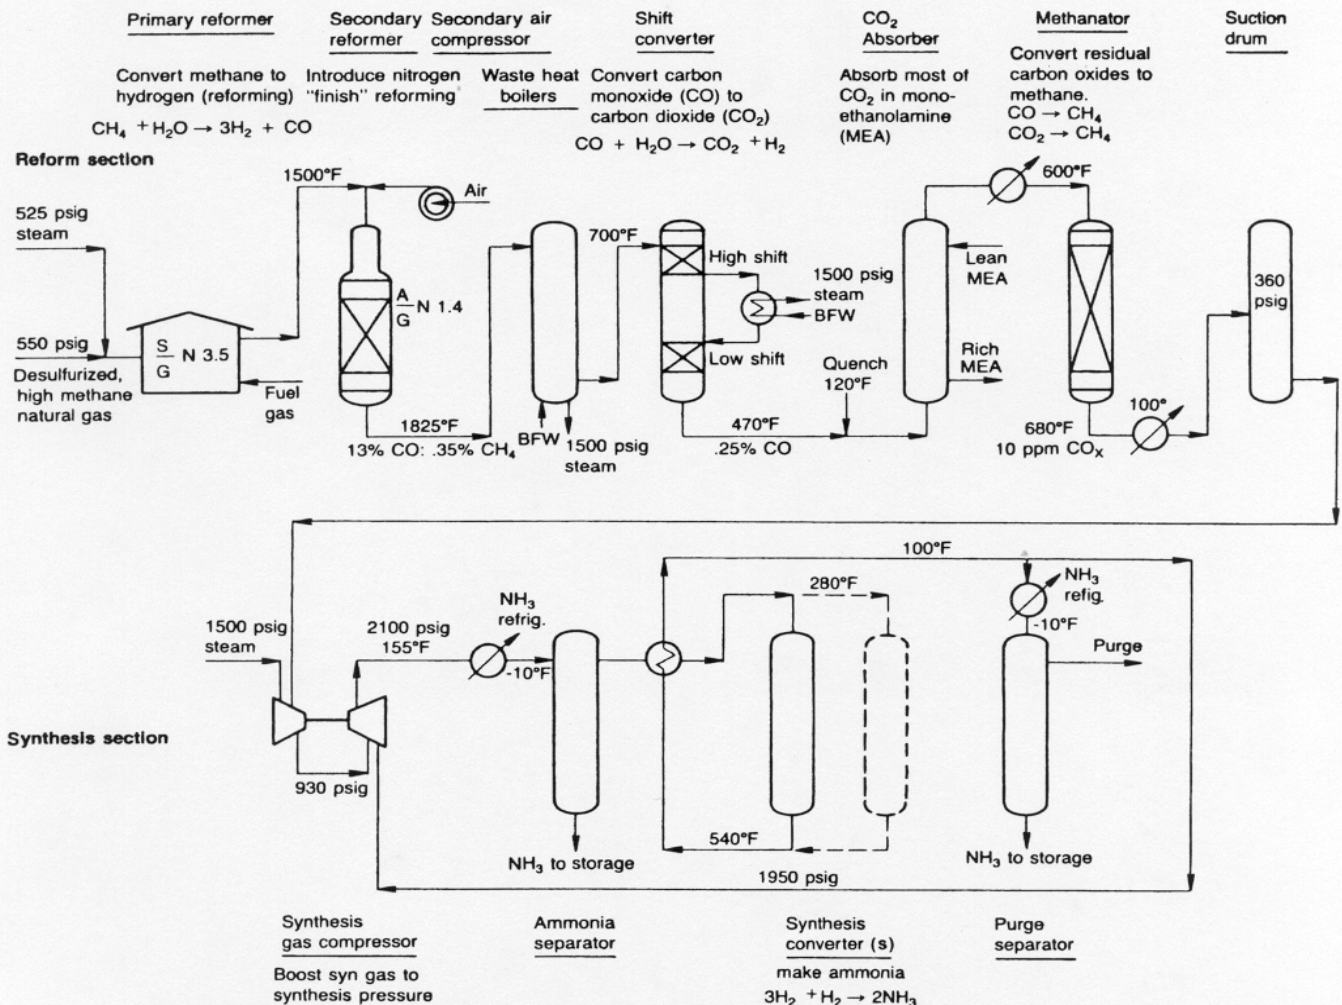 Primary reformer
Convert methane to
hydrogen (reforming)
CH₄ + H₂O → 3H₂ + CO
Secondary
reformer
Introduce nitrogen
"finish" reforming
Secondary air
compressor
Waste heat
boilers
Shift
converter
Convert carbon
monoxide (CO) to
carbon dioxide (CO₂)
CO + H₂O → CO₂ + H₂
CO₂
Absorber
Absorb most of
CO₂ in mono-
ethanolamine
(MEA)
Methanator
Convert residual
carbon oxides to
methane.
CO → CH₄
CO₂ → CH₄
Suction
drum
Reform section
525 psig
steam
550 psig
Desulfurized,
high methane
natural gas
S
G
N 3.5
Fuel
gas
1500°F
Air
A
G
N 1.4
1825°F
13% CO: .35% CH₄
BFW
1500 psig
steam
700°F
High shift
1500 psig
steam
BFW
Low shift
470°F
.25% CO
Quench
120°F
Lean
MEA
Rich
MEA
600°F
680°F
10 ppm COₓ
100°
360
psig
Synthesis section
1500 psig
steam
930 psig
2100 psig
155°F
NH₃
refrig.
-10°F
NH₃ to storage
100°F
280°F
540°F
1950 psig
NH₃
refig.
-10°F
Purge
NH₃ to storage
Synthesis
gas compressor
Boost syn gas to
synthesis pressure
Ammonia
separator
Synthesis
converter (s)
make ammonia
3H₂ + H₂ → 2NH₃
Purge
separator